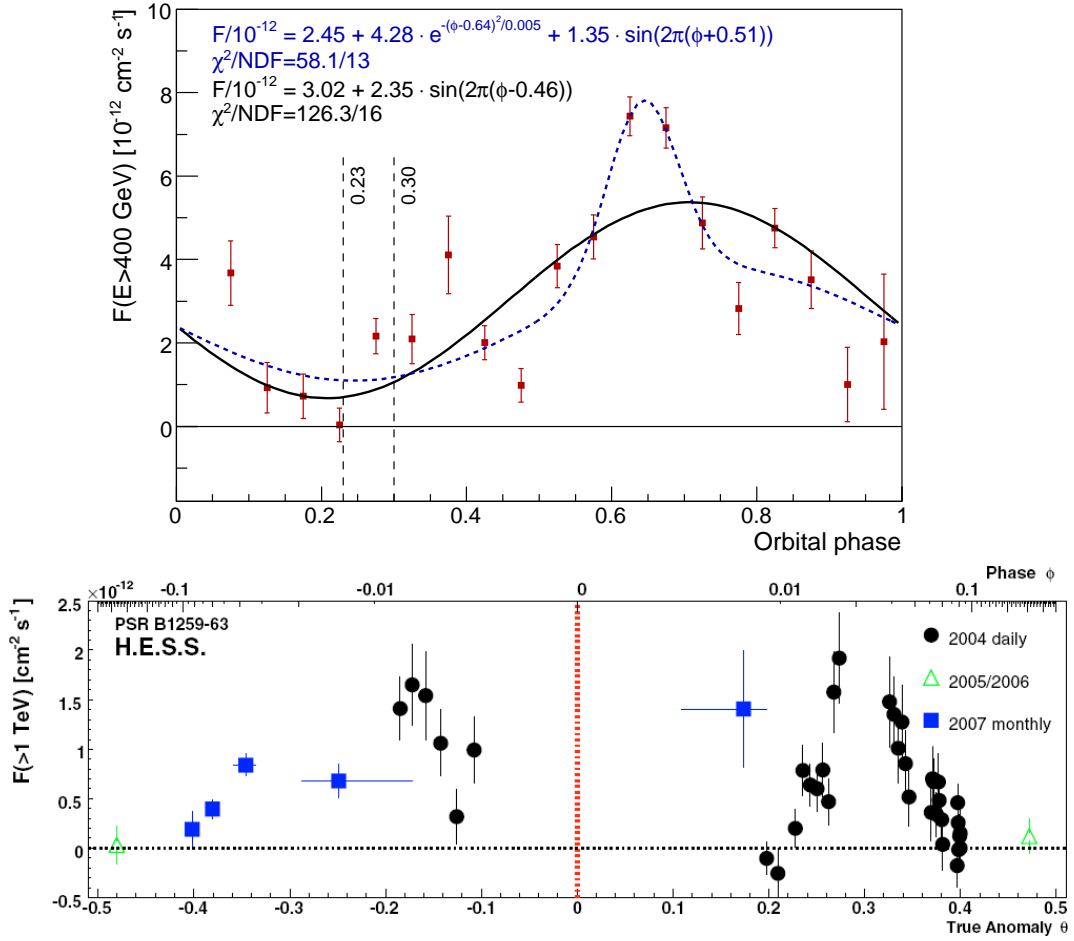 F/10⁻¹² = 2.45 + 4.28 · e^-(ϕ-0.64)²/0.005 + 1.35 · sin(2π(ϕ+0.51))
χ²/NDF=58.1/13
F/10⁻¹² = 3.02 + 2.35 · sin(2π(ϕ-0.46))
χ²/NDF=126.3/16
F(E>400 GeV) [10⁻¹² cm⁻² s⁻¹]
10
8
6
4
2
0
0.23
0.30
0 0.2 0.4 0.6 0.8 1
Orbital phase
Phase ϕ
×10⁻¹² -0.1 -0.01 0 0.01 0.1
F(>1 TeV) [cm⁻² s⁻¹]
2.5
2
1.5
1
0.5
0
-0.5
PSR B1259-63
H.E.S.S.
2004 daily
2005/2006
2007 monthly
-0.5 -0.4 -0.3 -0.2 -0.1 0 0.1 0.2 0.3 0.4 0.5
True Anomaly θ